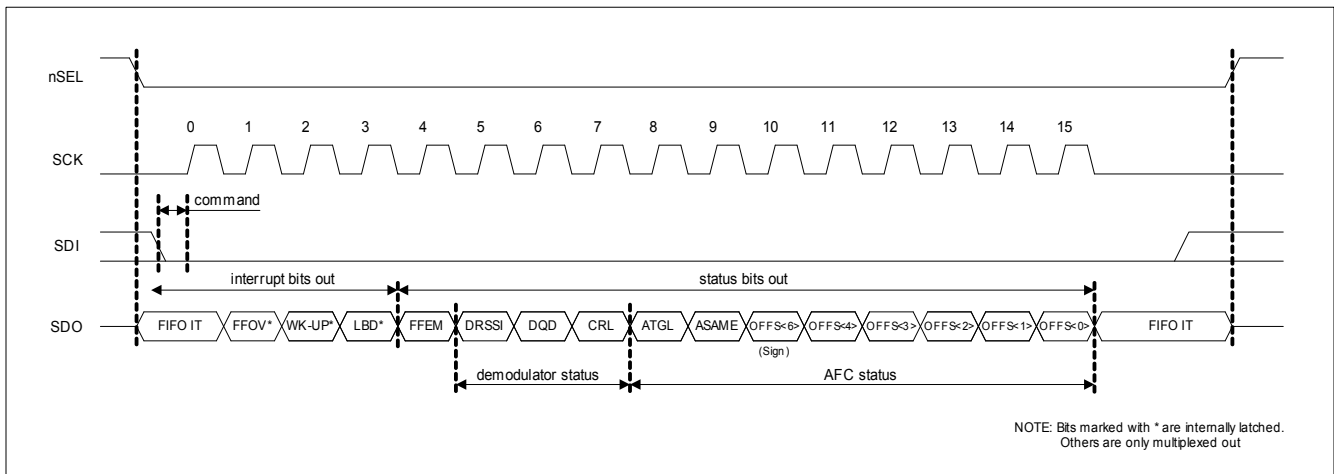 nSEL
0 1 2 3 4 5 6 7 8 9 10 11 12 13 14 15
SCK
command
SDI
interrupt bits out
status bits out
SDO
FIFO IT FFOV* WK-UP* LBD* FFEM DRSSI DQD CRL ATGL ASAME OFFS<6> OFFS<4> OFFS<3> OFFS<2> OFFS<1> OFFS<0> FIFO IT
(Sign)
demodulator status
AFC status
NOTE: Bits marked with * are internally latched.
Others are only multiplexed out